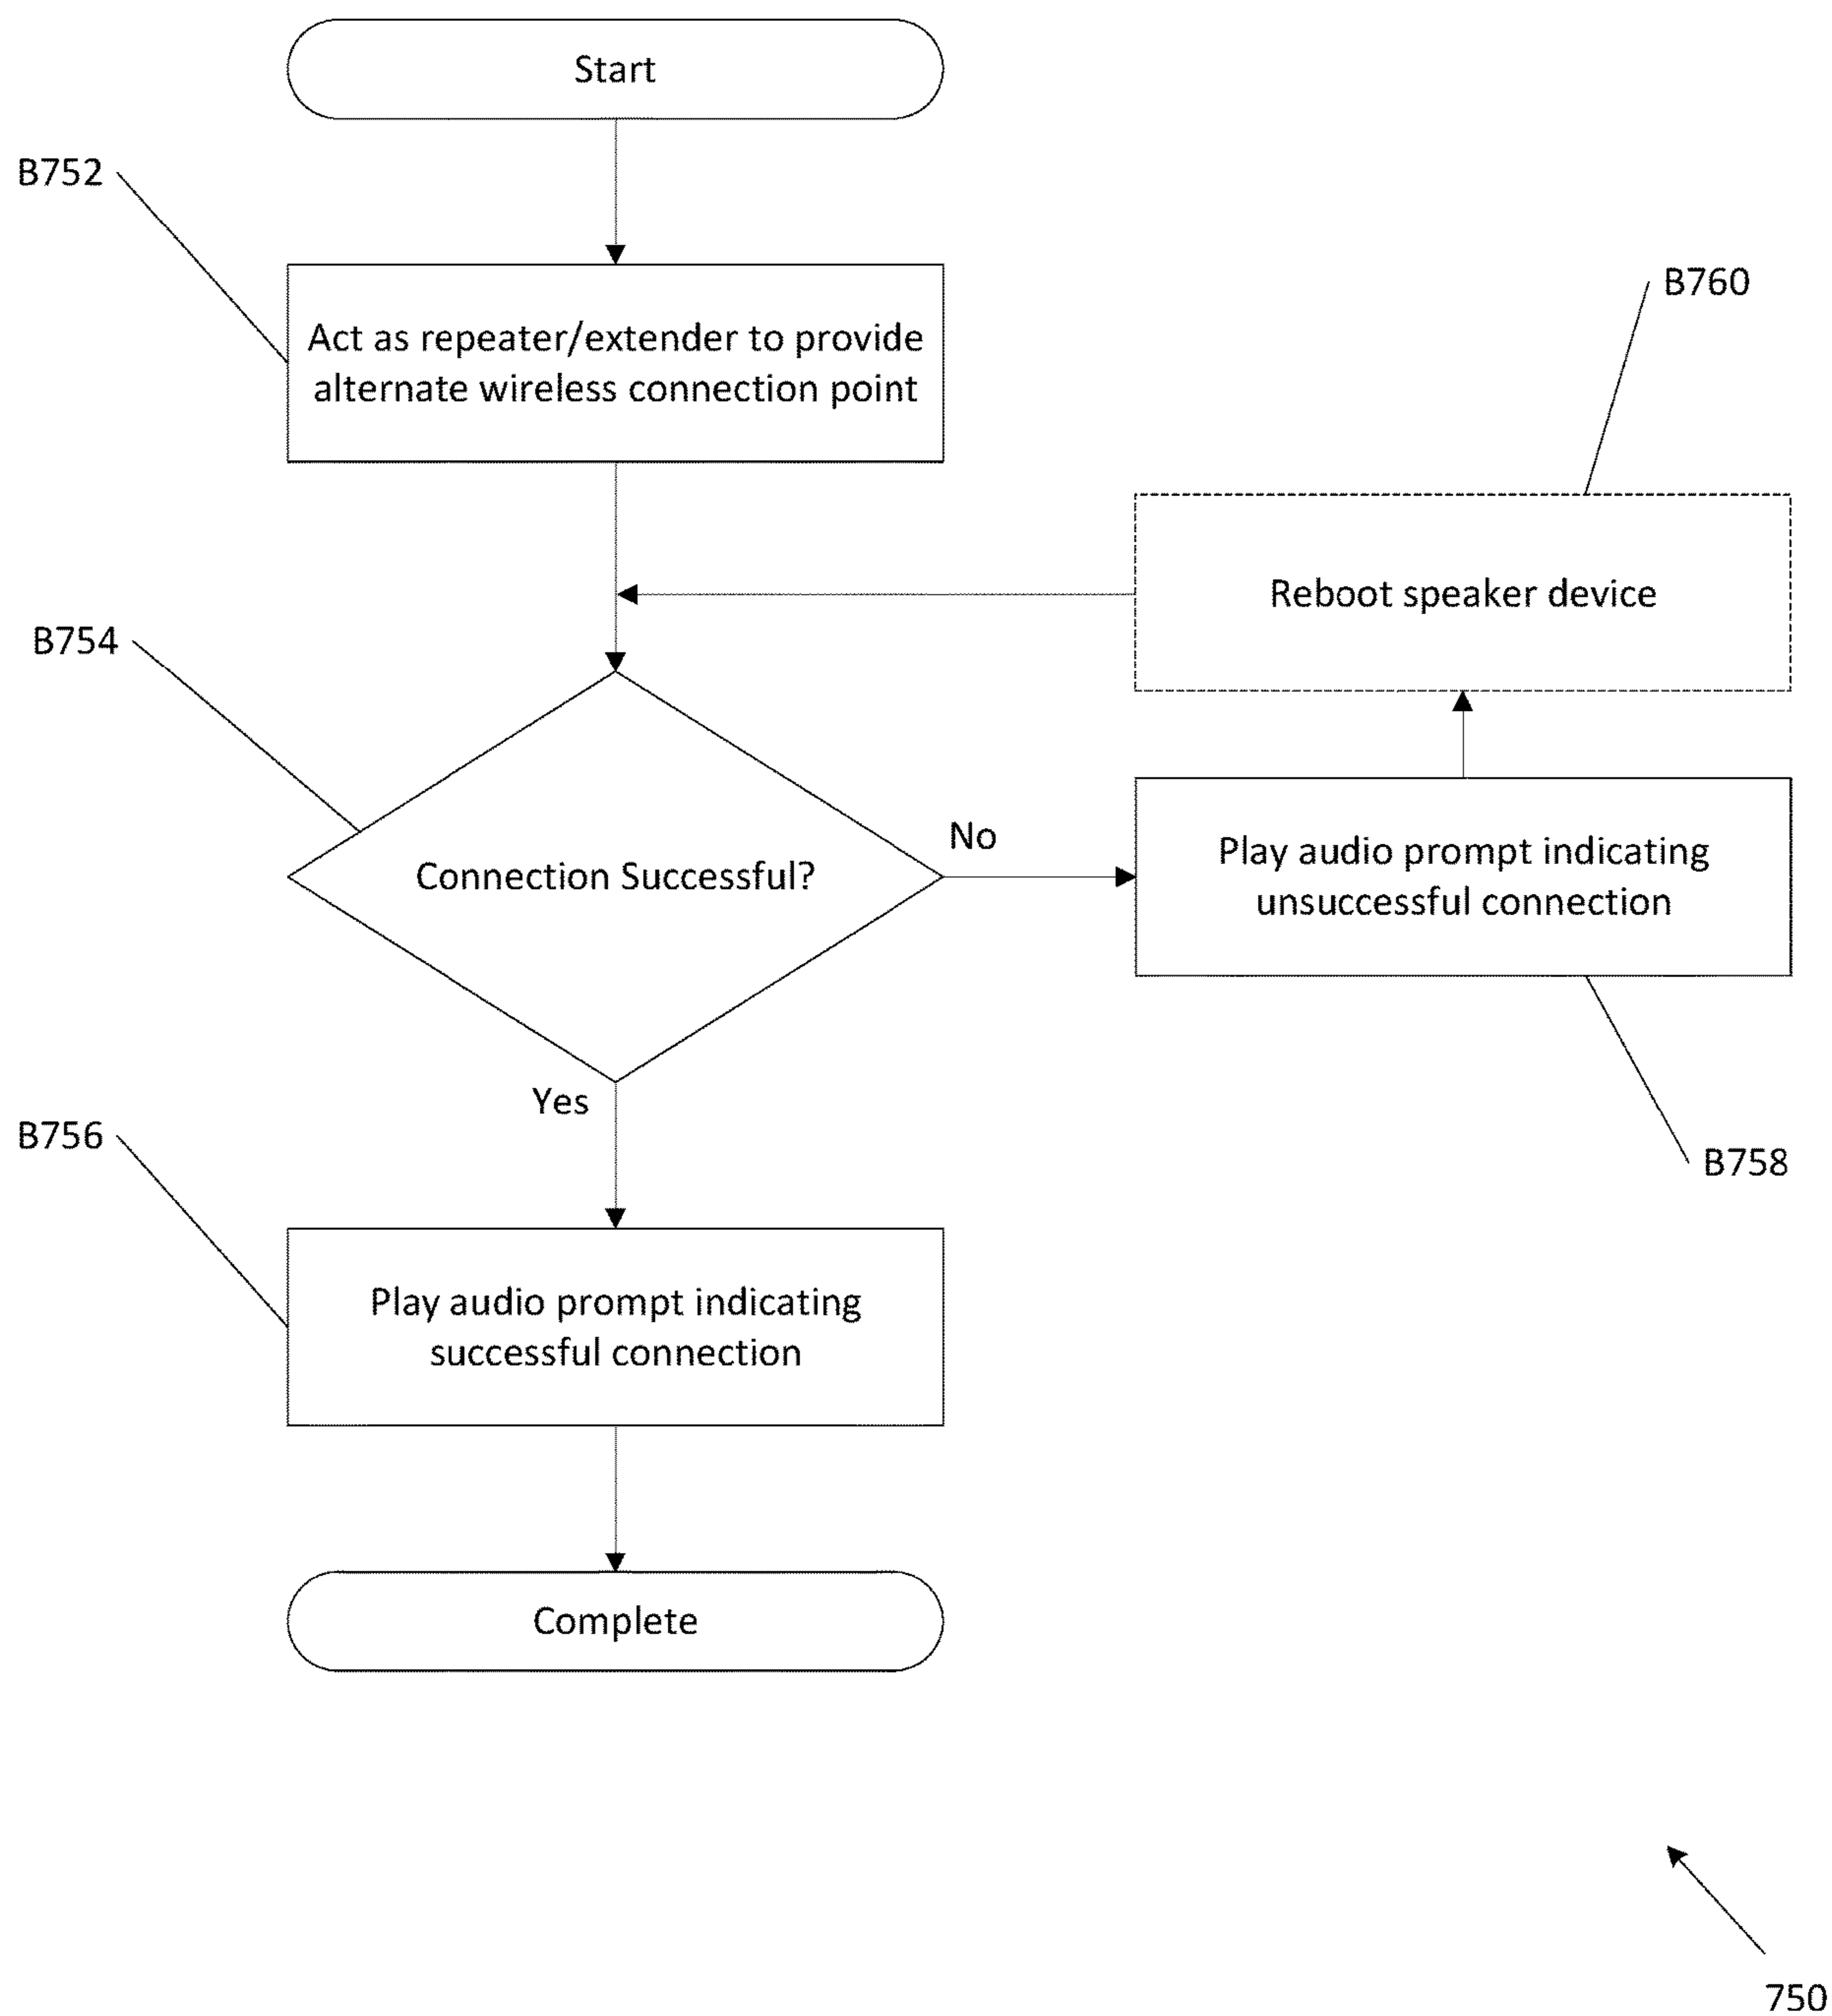 Start
B752
Act as repeater/extender to provide
alternate wireless connection point
B760
Reboot speaker device
B754
Connection Successful?
No
Play audio prompt indicating
unsuccessful connection
Yes
B756
B758
Play audio prompt indicating
successful connection
Complete
750